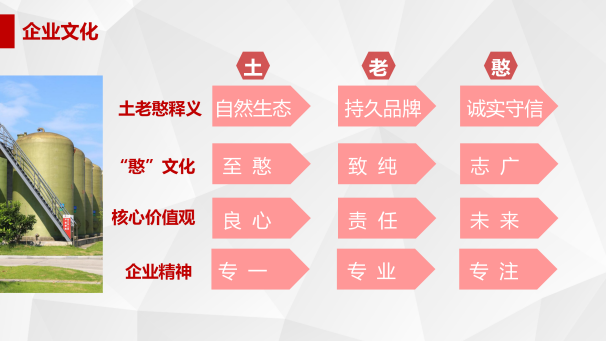 企业文化
土 老 憨
土老憨释义 自然生态 持久品牌 诚实守信
“憨”文化 至 憨 致 纯 志 广
核心价值观 良 心 责 任 未 来
企业精神 专 一 专 业 专 注